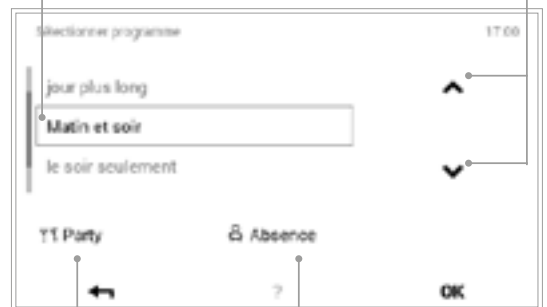 Sélectionner programme 17:00
jour plus long
Matin et soir
le soir seulement
Party Absence
? OK